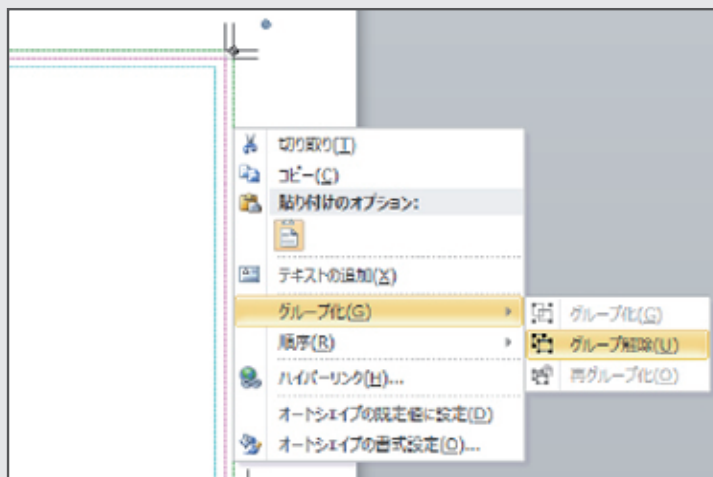 切り取り(T)
コピー(C)
貼り付けのオプション:
テキストの追加(X)
グループ化(G)
グループ化(G)
順序(R)
グループ解除(U)
ハイパーリンク(H)...
再グループ化(O)
オートシェイプの既定値に設定(D)
オートシェイプの書式設定(O)...